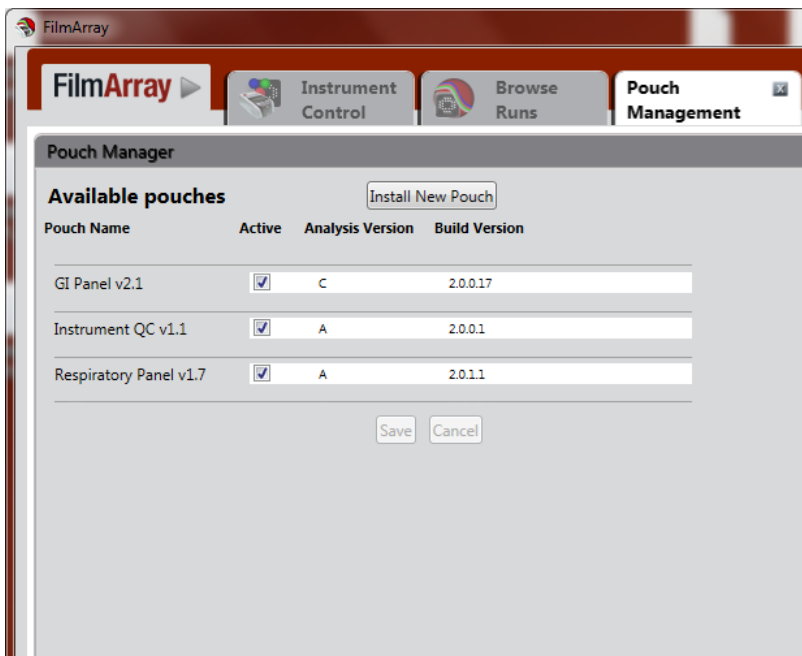 FilmArray
FilmArray
Instrument
Control
Browse
Runs
Pouch
Management
X
Pouch Manager
Available pouches
Install New Pouch
Pouch Name Active Analysis Version Build Version
GI Panel v2.1 C 2.0.0.17
Instrument QC v1.1 A 2.0.0.1
Respiratory Panel v1.7 A 2.0.1.1
Save Cancel